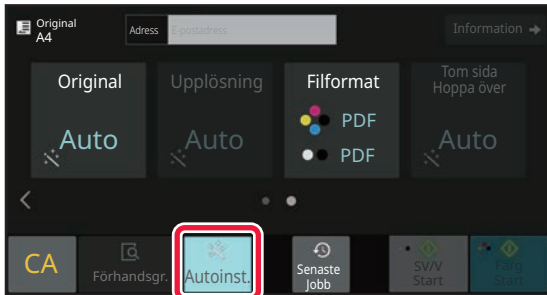 Original
A4
Adress
E-postadress
Information
Original
Auto
Upplösning
Auto
Filformat
PDF
PDF
Tom sida
Hoppa över
Auto
CA
Förhandsgr.
Autoinst.
Senaste
Jobb
SV/V
Start
Färg
Start